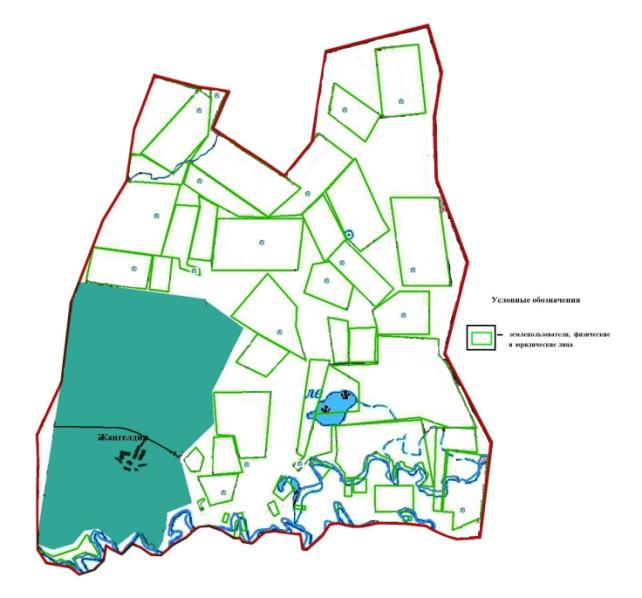 Условные обозначения
землепользователи, физические
и юридические лица
Жангелдин